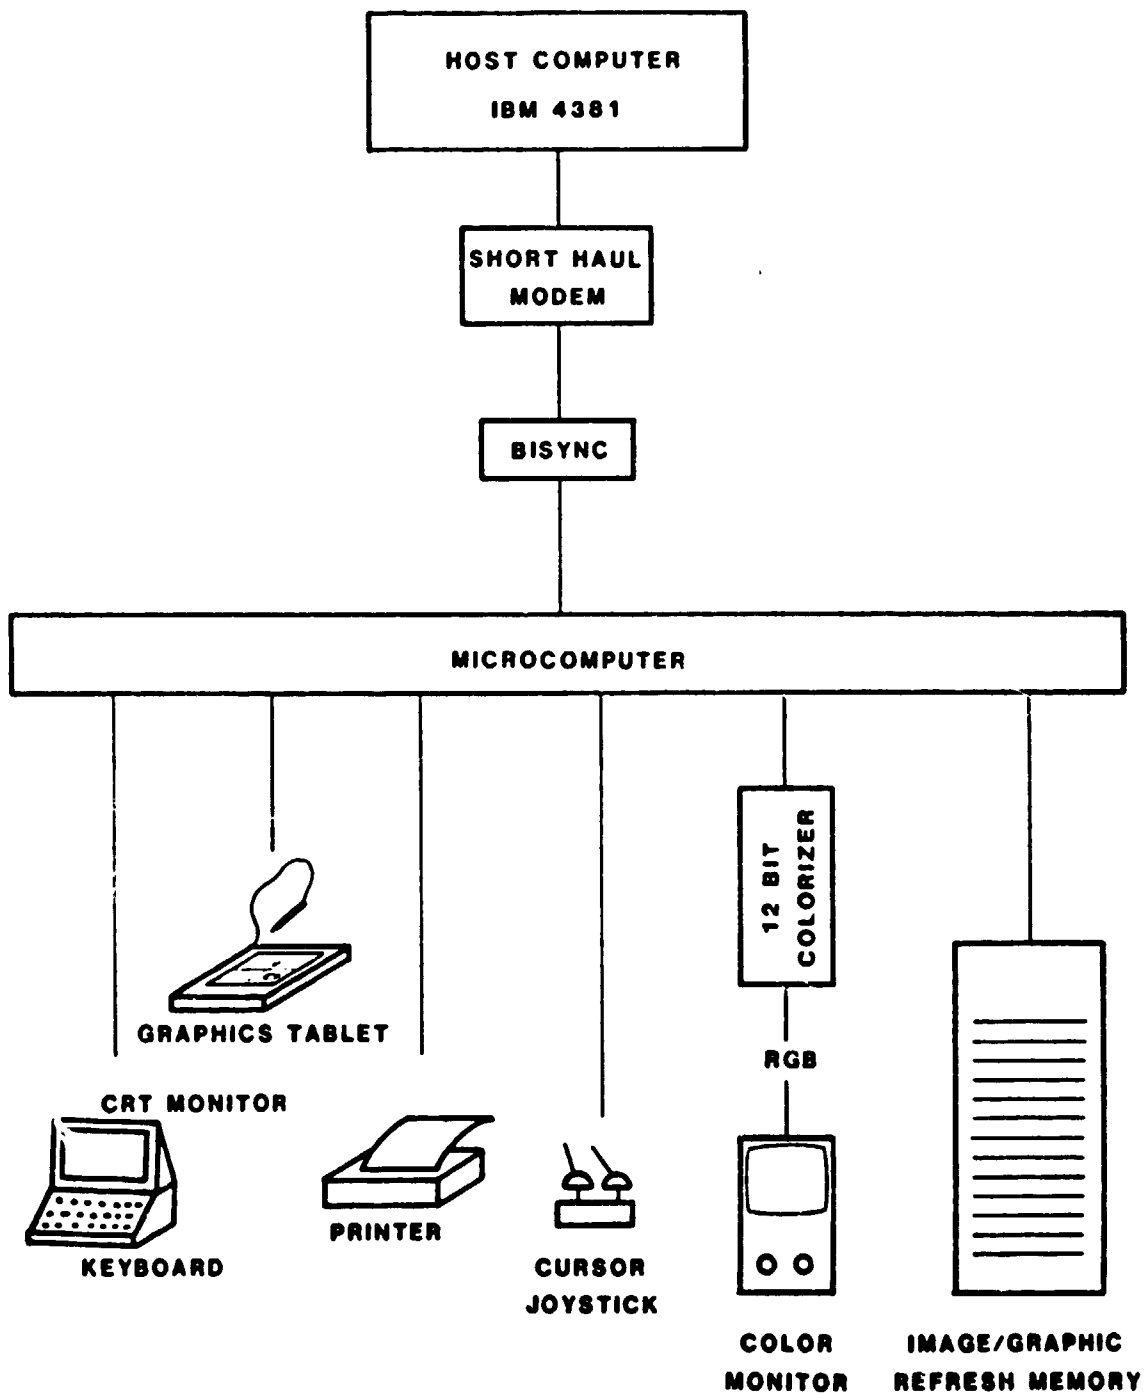 HOST COMPUTER
IBM 4381
SHORT HAUL
MODEM
BISYNC
MICROCOMPUTER
12 BIT
COLORIZER
GRAPHICS TABLET
RGB
CRT MONITOR
PRINTER
KEYBOARD
CURSOR
JOYSTICK
COLOR
MONITOR
IMAGE/GRAPHIC
REFRESH MEMORY